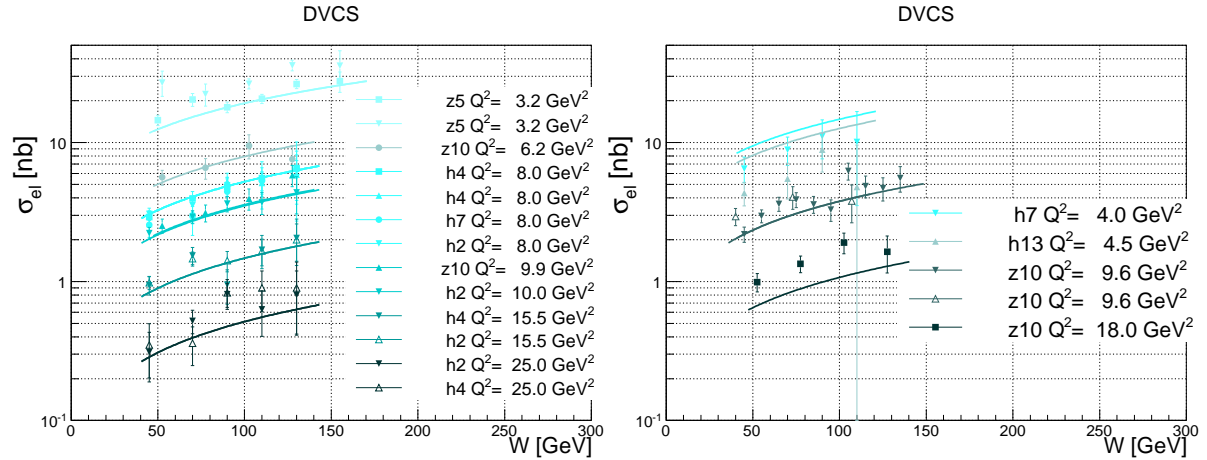 DVCS
σel [nb]
10
1
10⁻¹
0 50 100 150 200 250 300
W [GeV]
z5 Q²= 3.2 GeV²
z5 Q²= 3.2 GeV²
z10 Q²= 6.2 GeV²
h4 Q²= 8.0 GeV²
h4 Q²= 8.0 GeV²
h7 Q²= 8.0 GeV²
h2 Q²= 8.0 GeV²
z10 Q²= 9.9 GeV²
h2 Q²= 10.0 GeV²
h4 Q²= 15.5 GeV²
h2 Q²= 15.5 GeV²
h2 Q²= 25.0 GeV²
h4 Q²= 25.0 GeV²
DVCS
σel [nb]
10
1
10⁻¹
0 50 100 150 200 250 300
W [GeV]
h7 Q²= 4.0 GeV²
h13 Q²= 4.5 GeV²
z10 Q²= 9.6 GeV²
z10 Q²= 9.6 GeV²
z10 Q²= 18.0 GeV²